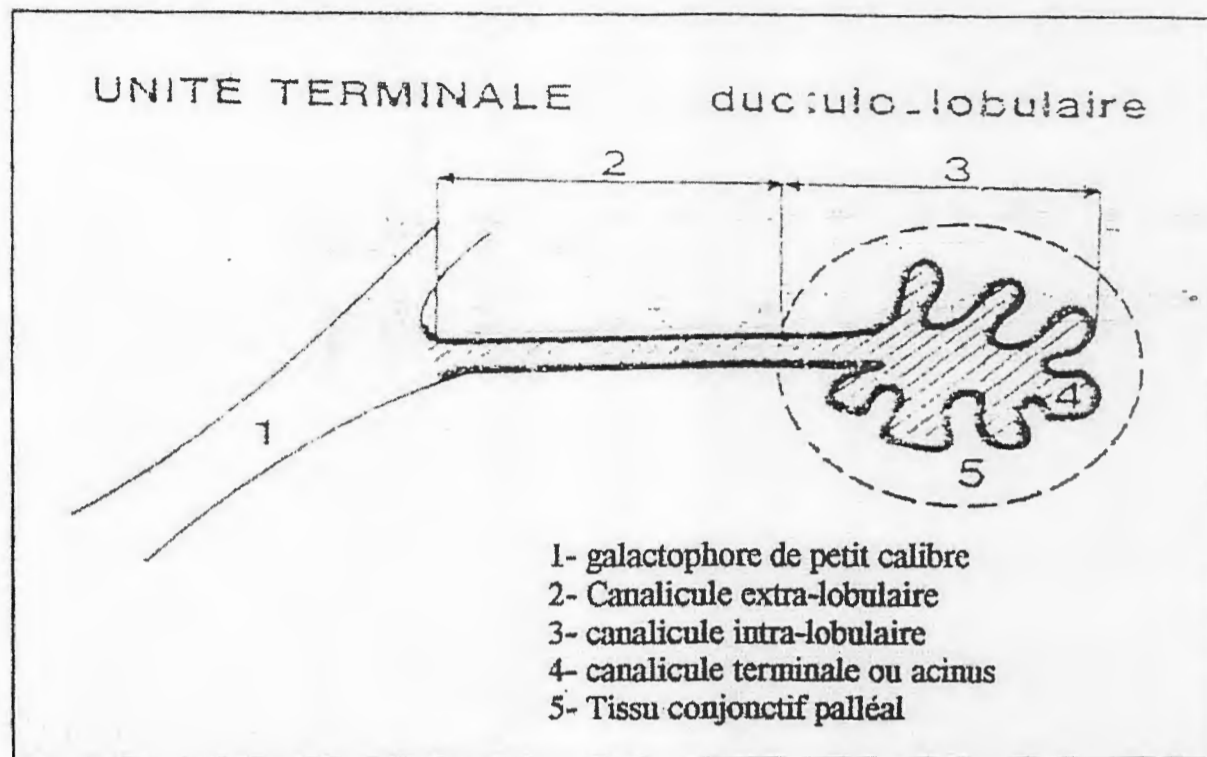 UNITE TERMINALE ductulo_lobulaire
2 3
1
4
5
1- galactophore de petit calibre
2- Canalicule extra-lobulaire
3- canalicule intra-lobulaire
4- canalicule terminale ou acinus
5- Tissu conjonctif palléal